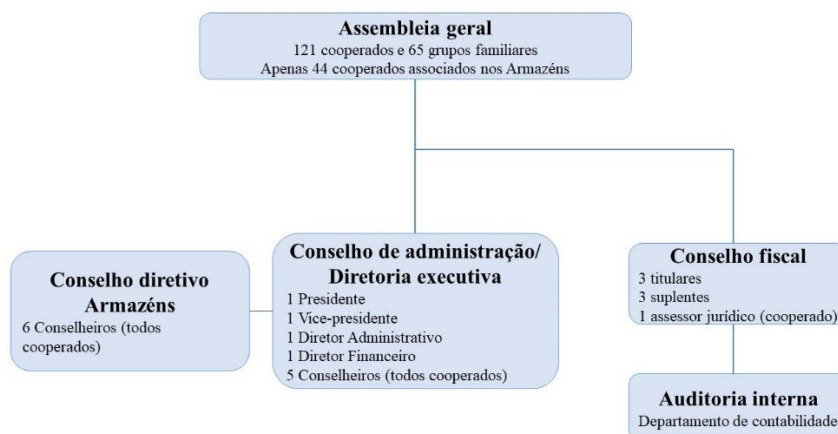 Assembleia geral
121 cooperados e 65 grupos familiares
Apenas 44 cooperados associados nos Armazéns
Conselho diretivo
Armazéns
6 Conselheiros (todos
cooperados)
Conselho de administração/
Diretoria executiva
1 Presidente
1 Vice-presidente
1 Diretor Administrativo
1 Diretor Financeiro
5 Conselheiros (todos cooperados)
Conselho fiscal
3 titulares
3 suplentes
1 assessor jurídico (cooperado)
Auditoria interna
Departamento de contabilidade